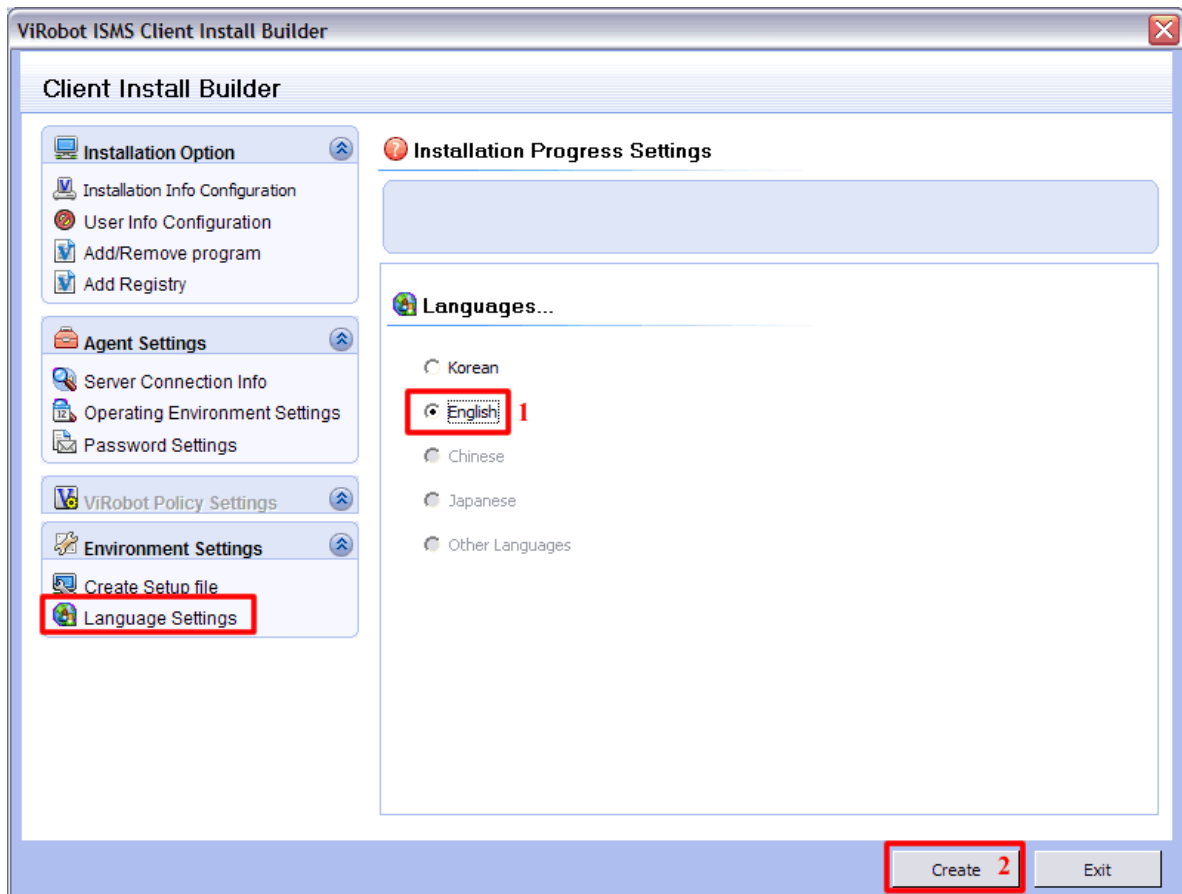 ViRobot ISMS Client Install Builder
Client Install Builder
Installation Option
Installation Info Configuration
User Info Configuration
Add/Remove program
Add Registry
Agent Settings
Server Connection Info
Operating Environment Settings
12
Password Settings
ViRobot Policy Settings
Environment Settings
Create Setup file
Language Settings
Installation Progress Settings
Languages...
Korean
English 1
Chinese
Japanese
Other Languages
Create 2
Exit